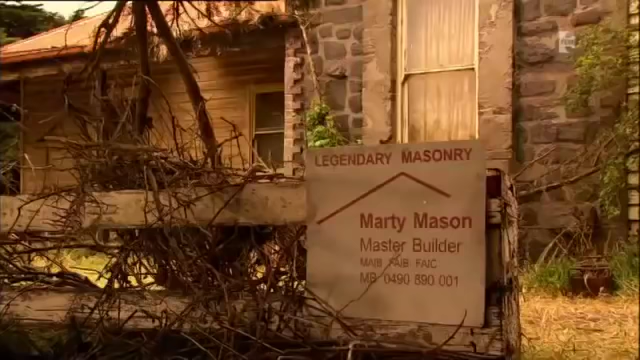 LEGENDARY MASONRY
Marty Mason
Master Builder
MAIB FAIB FAIC
MB 0490 890 001